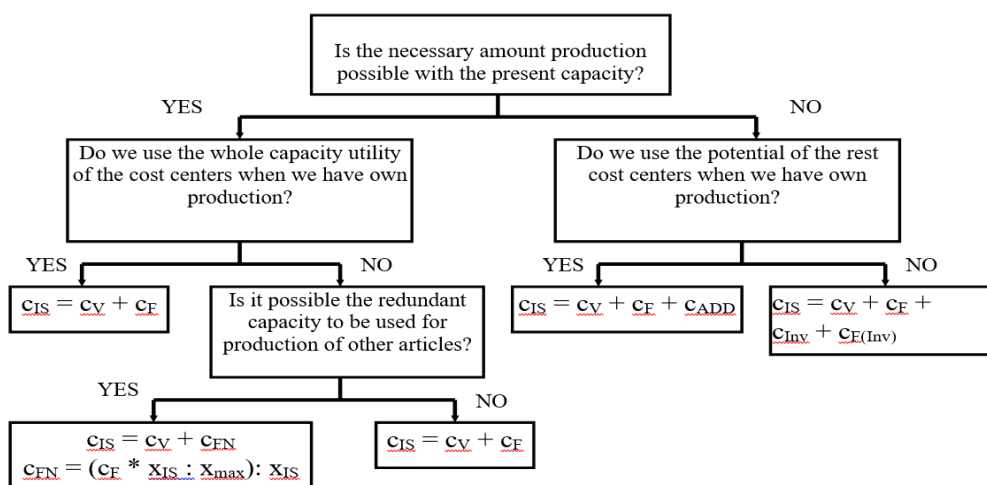 Is the necessary amount production
possible with the present capacity?
YES
NO
Do we use the whole capacity utility
of the cost centers when we have own
production?
Do we use the potential of the rest
cost centers when we have own
production?
YES
NO
YES
NO
cIS = cV + cF
Is it possible the redundant
capacity to be used for
production of other articles?
cIS = cV + cF + cADD
cIS = cV + cF +
cInv + cF(Inv)
YES
NO
cIS = cV + cFN
cFN = (cF * xIS : xmax): xIS
cIS = cV + cF